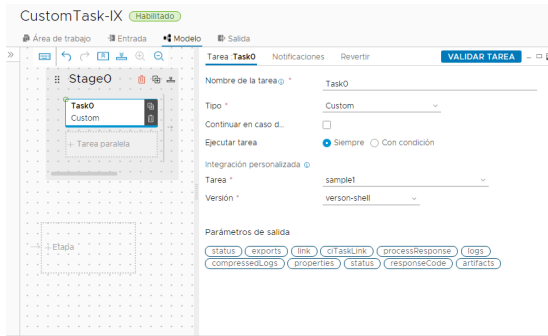 CustomTask-IX Habilitado
Área de trabajo Entrada Modelo Salida
Tarea :Task0 Notificaciones Revertir VALIDAR TAREA
Stage0
Task0
Custom
+ Tarea paralela
+ Etapa
Nombre de la tarea * Task0
Tipo * Custom
Continuar en caso d...
Ejecutar tarea Siempre Con condición
Integración personalizada
Tarea * sample1
Versión * verson-shell
Parámetros de salida
status exports link ciTaskLink processResponse logs
compressedLogs properties status responseCode artifacts